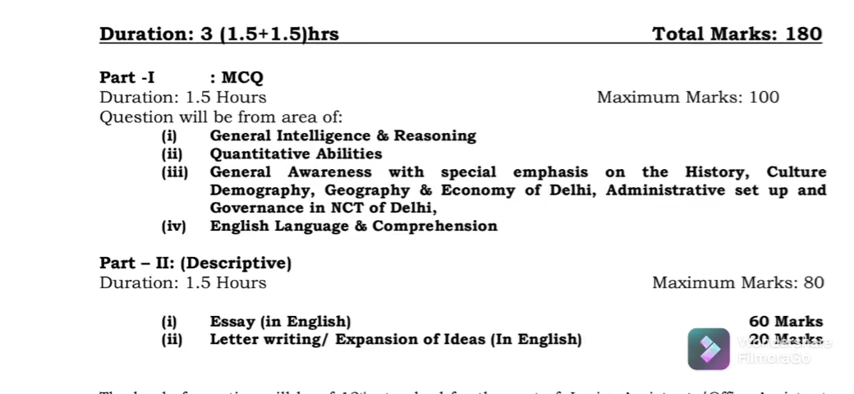 Duration: 3 (1.5+1.5)hrs Total Marks: 180
Part -I : MCQ
Duration: 1.5 Hours Maximum Marks: 100
Question will be from area of:
(i) General Intelligence & Reasoning
(ii) Quantitative Abilities
(iii) General Awareness with special emphasis on the History, Culture
Demography, Geography & Economy of Delhi, Administrative set up and
Governance in NCT of Delhi,
(iv) English Language & Comprehension
Part – II: (Descriptive)
Duration: 1.5 Hours Maximum Marks: 80
(i) Essay (in English) 60 Marks
(ii) Letter writing/ Expansion of Ideas (In English) 20 Marks
Wondershare
FilmoraGo